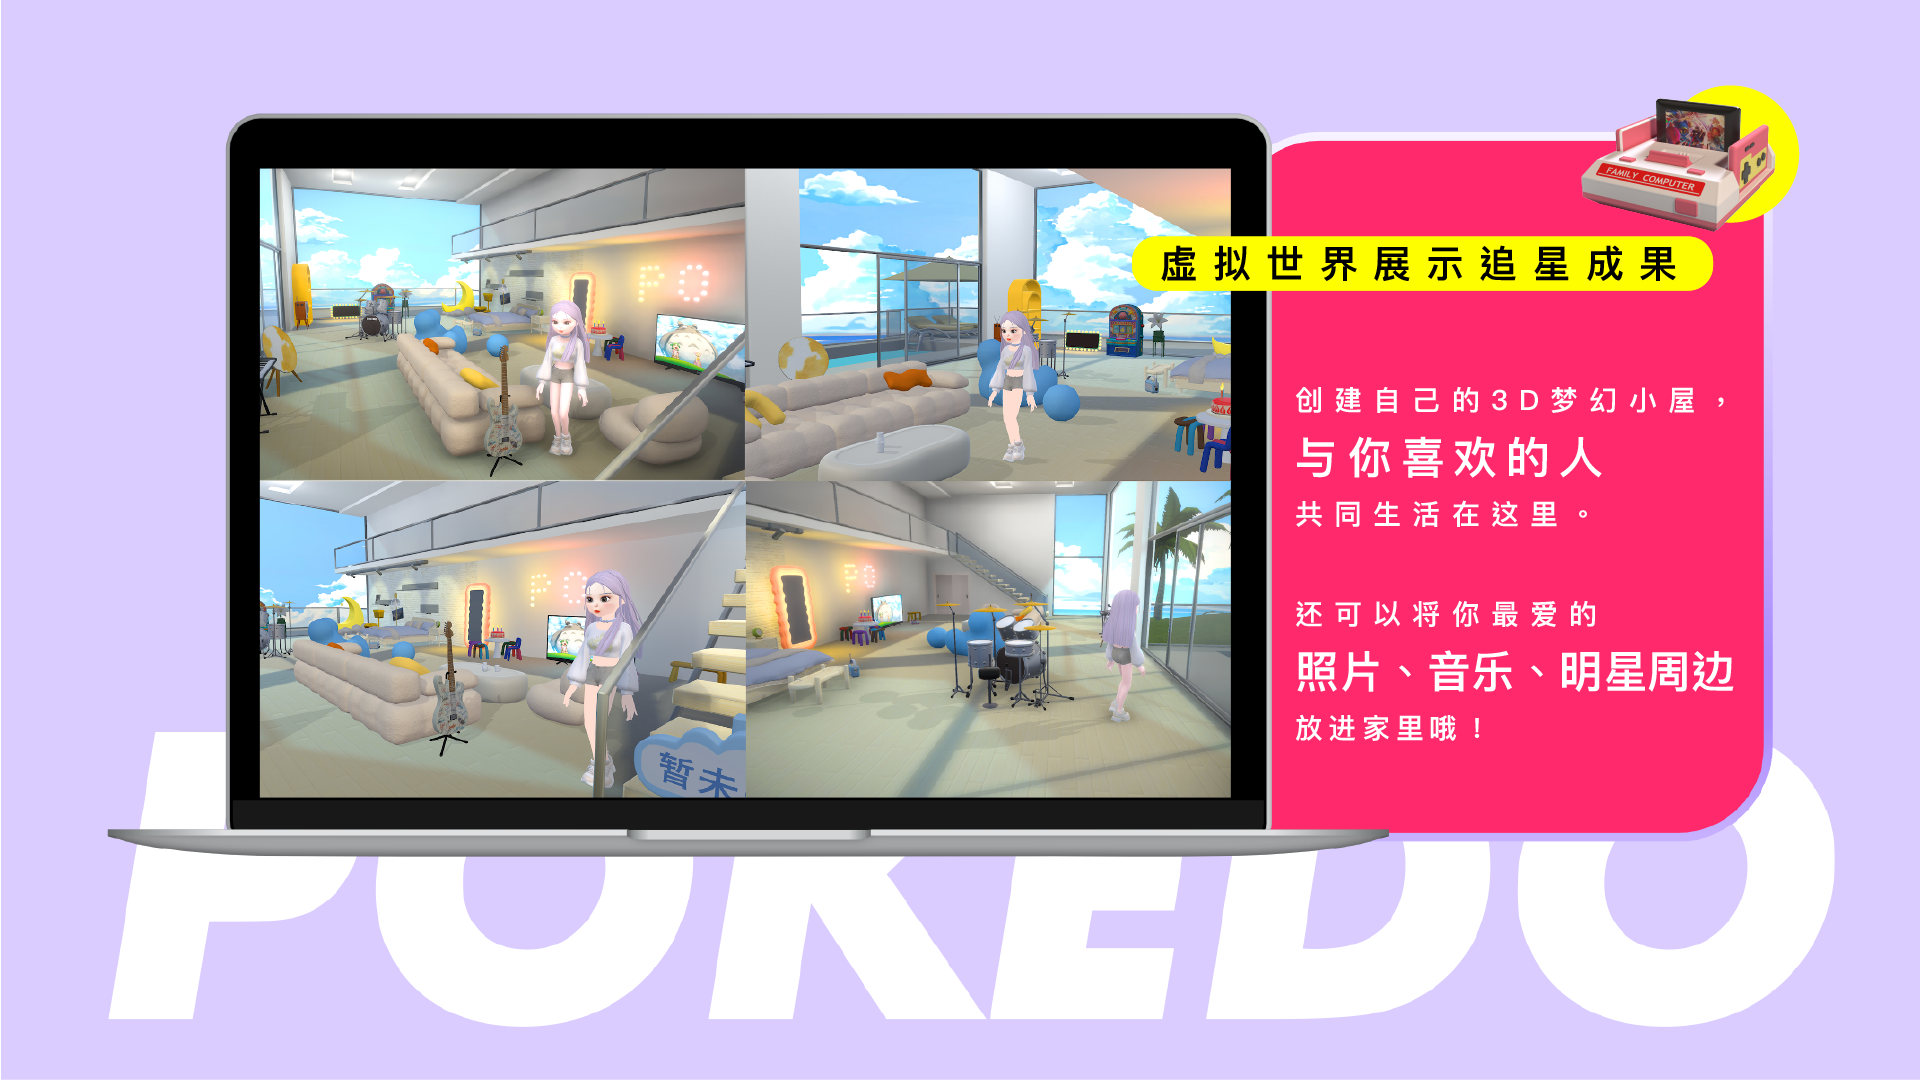 FAMILY COMPUTER
虚拟世界展示追星成果
PO
PO
PO
暂未
创建自己的3D梦幻小屋，
与你喜欢的人
共同生活在这里。
还可以将你最爱的
照片、音乐、明星周边
放进家里哦！
POKEDO